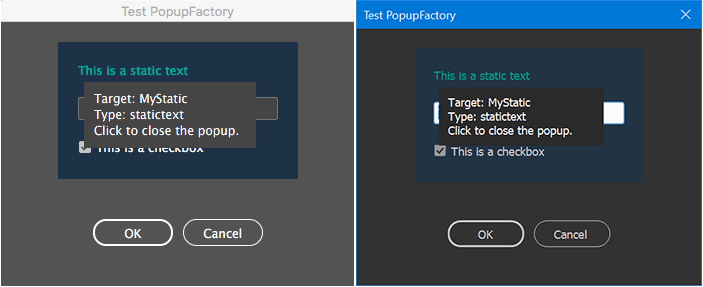 Test PopupFactory
This is a static text
Target: MyStatic
Type: statictext
Click to close the popup.
This is a checkbox
OK
Cancel
Test PopupFactory
This is a static text
Target: MyStatic
Type: statictext
Click to close the popup.
This is a checkbox
OK
Cancel